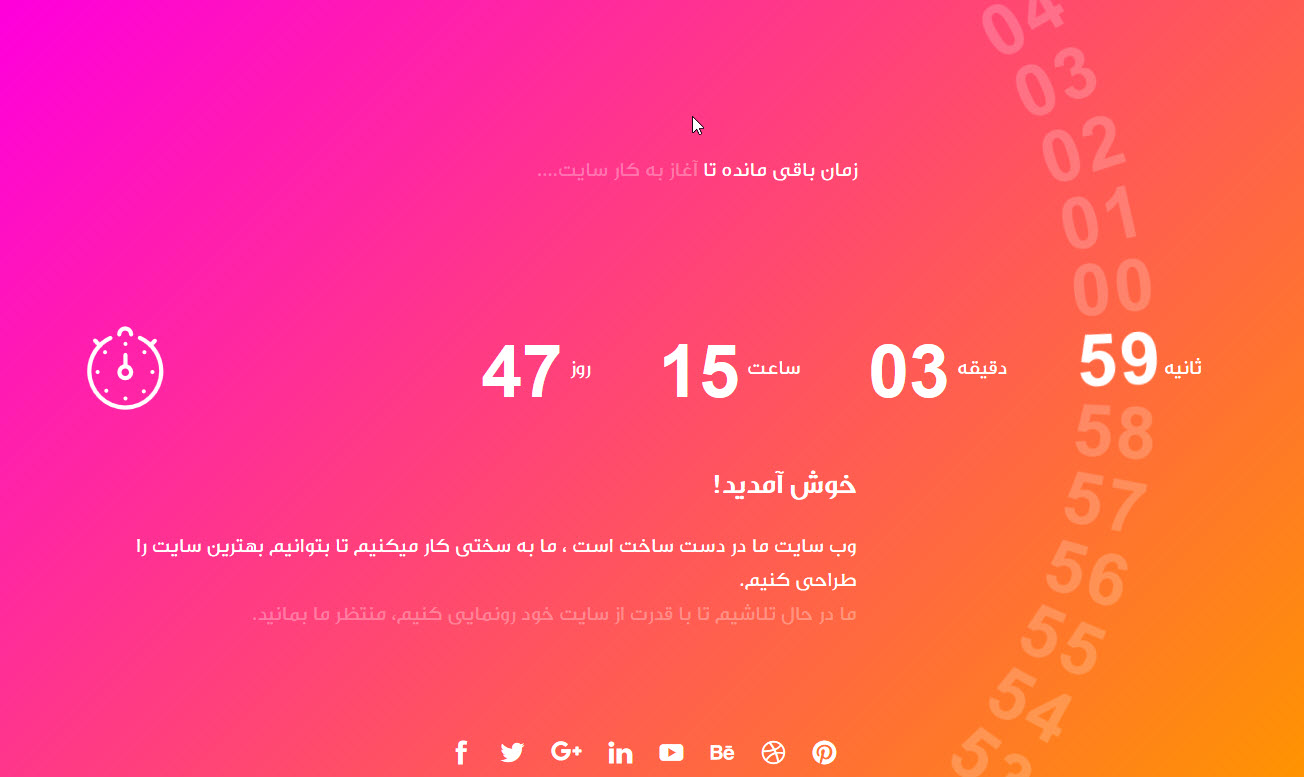 04
03
02
01
00
زمان باقی مانده تا آغاز به کار سایت....
59 ثانیه
03 دقیقه
15 ساعت
47 روز
58
57
56
55
54
خوش آمدید!
وب سایت ما در دست ساخت است ، ما به سختی کار میکنیم تا بتوانیم بهترین سایت را
طراحی کنیم.
ما در حال تلاشیم تا با قدرت از سایت خود رونمایی کنیم، منتظر ما بمانید.
53